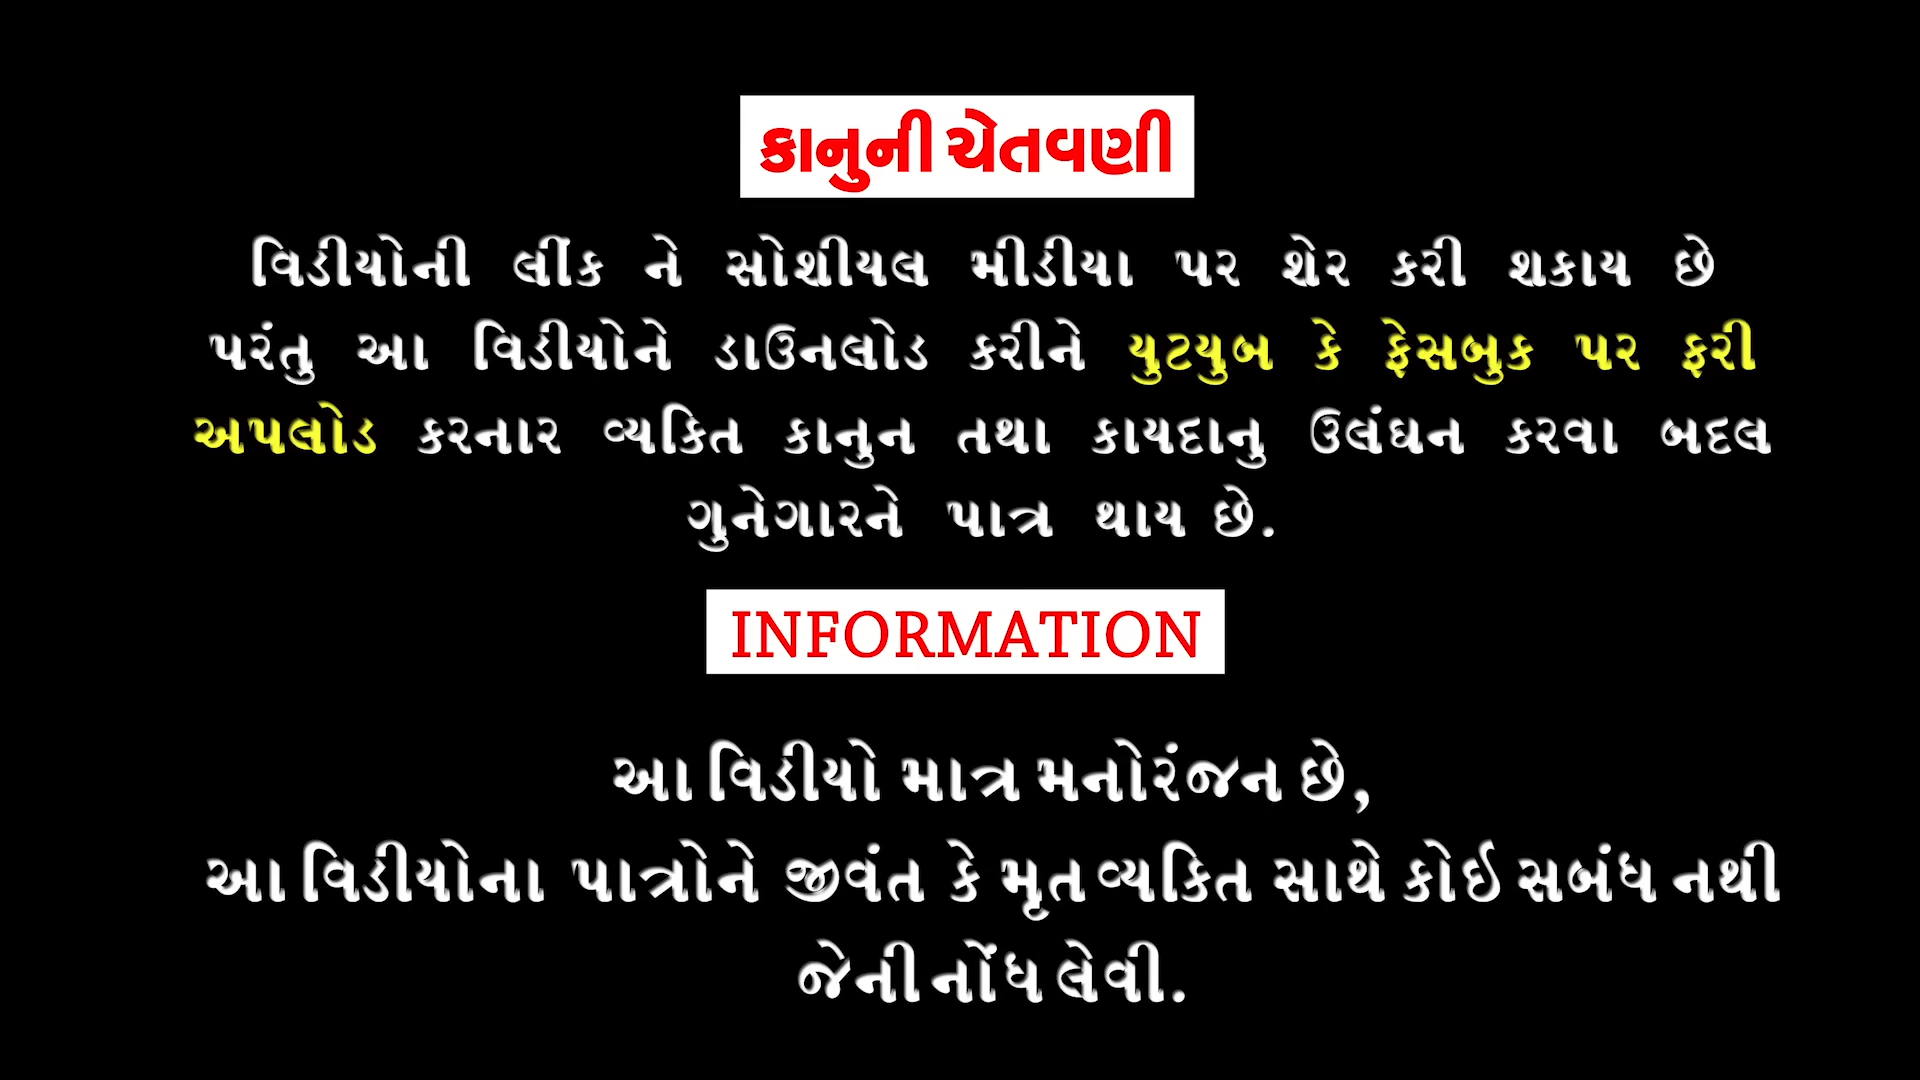 કાનુની ચેતવણી
વિડીયોની લીંક ને સોશીયલ મીડીયા પર શેર કરી શકાય છે
પરંતુ આ વિડીયોને ડાઉનલોડ કરીને યુટયુબ કે ફેસબુક પર ફરી
અપલોડ કરનાર વ્યકિત કાનુન તથા કાયદાનુ ઉલંઘન કરવા બદલ
ગુનેગારને પાત્ર થાય છે.
INFORMATION
આ વિડીયો માત્ર મનોરંજન છે,
આ વિડીયોના પાત્રોને જીવંત કે મૃત વ્યકિત સાથે કોઇ સબંધ નથી
જેની નોંધ લેવી.